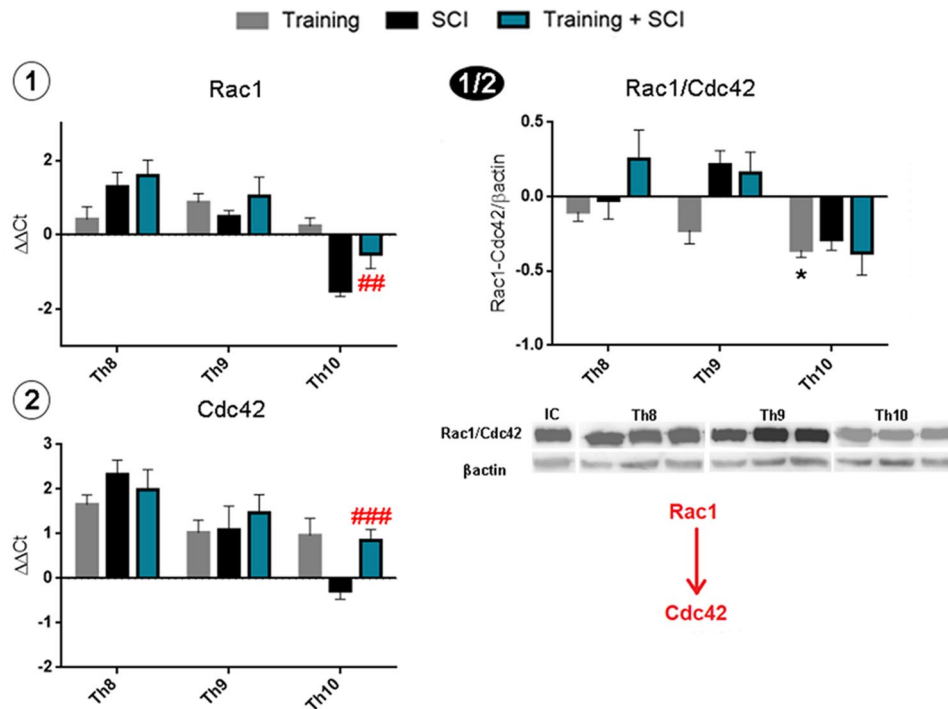 Training SCI Training + SCI
1
Rac1
ΔΔCt
2
0
-2
Th8 Th9 Th10
##
1/2
Rac1/Cdc42
Rac1-Cdc42/βactin
0.5
0.0
-0.5
-1.0
*
Th8 Th9 Th10
2
Cdc42
ΔΔCt
3
2
1
0
-1
-2
###
Th8 Th9 Th10
IC Th8 Th9 Th10
Rac1/Cdc42
βactin
Rac1
Cdc42